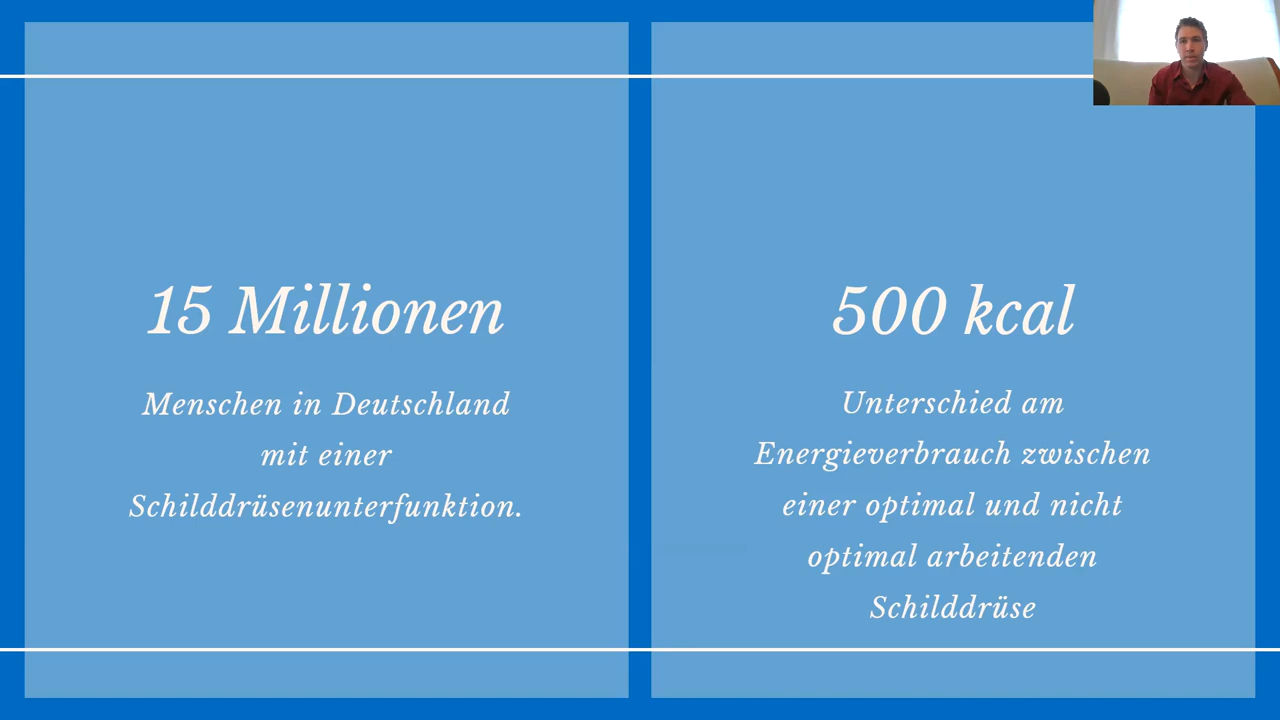 15 Millionen
Menschen in Deutschland
mit einer
Schilddrüsenunterfunktion.
500 kcal
Unterschied am
Energieverbrauch zwischen
einer optimal und nicht
optimal arbeitenden
Schilddrüse